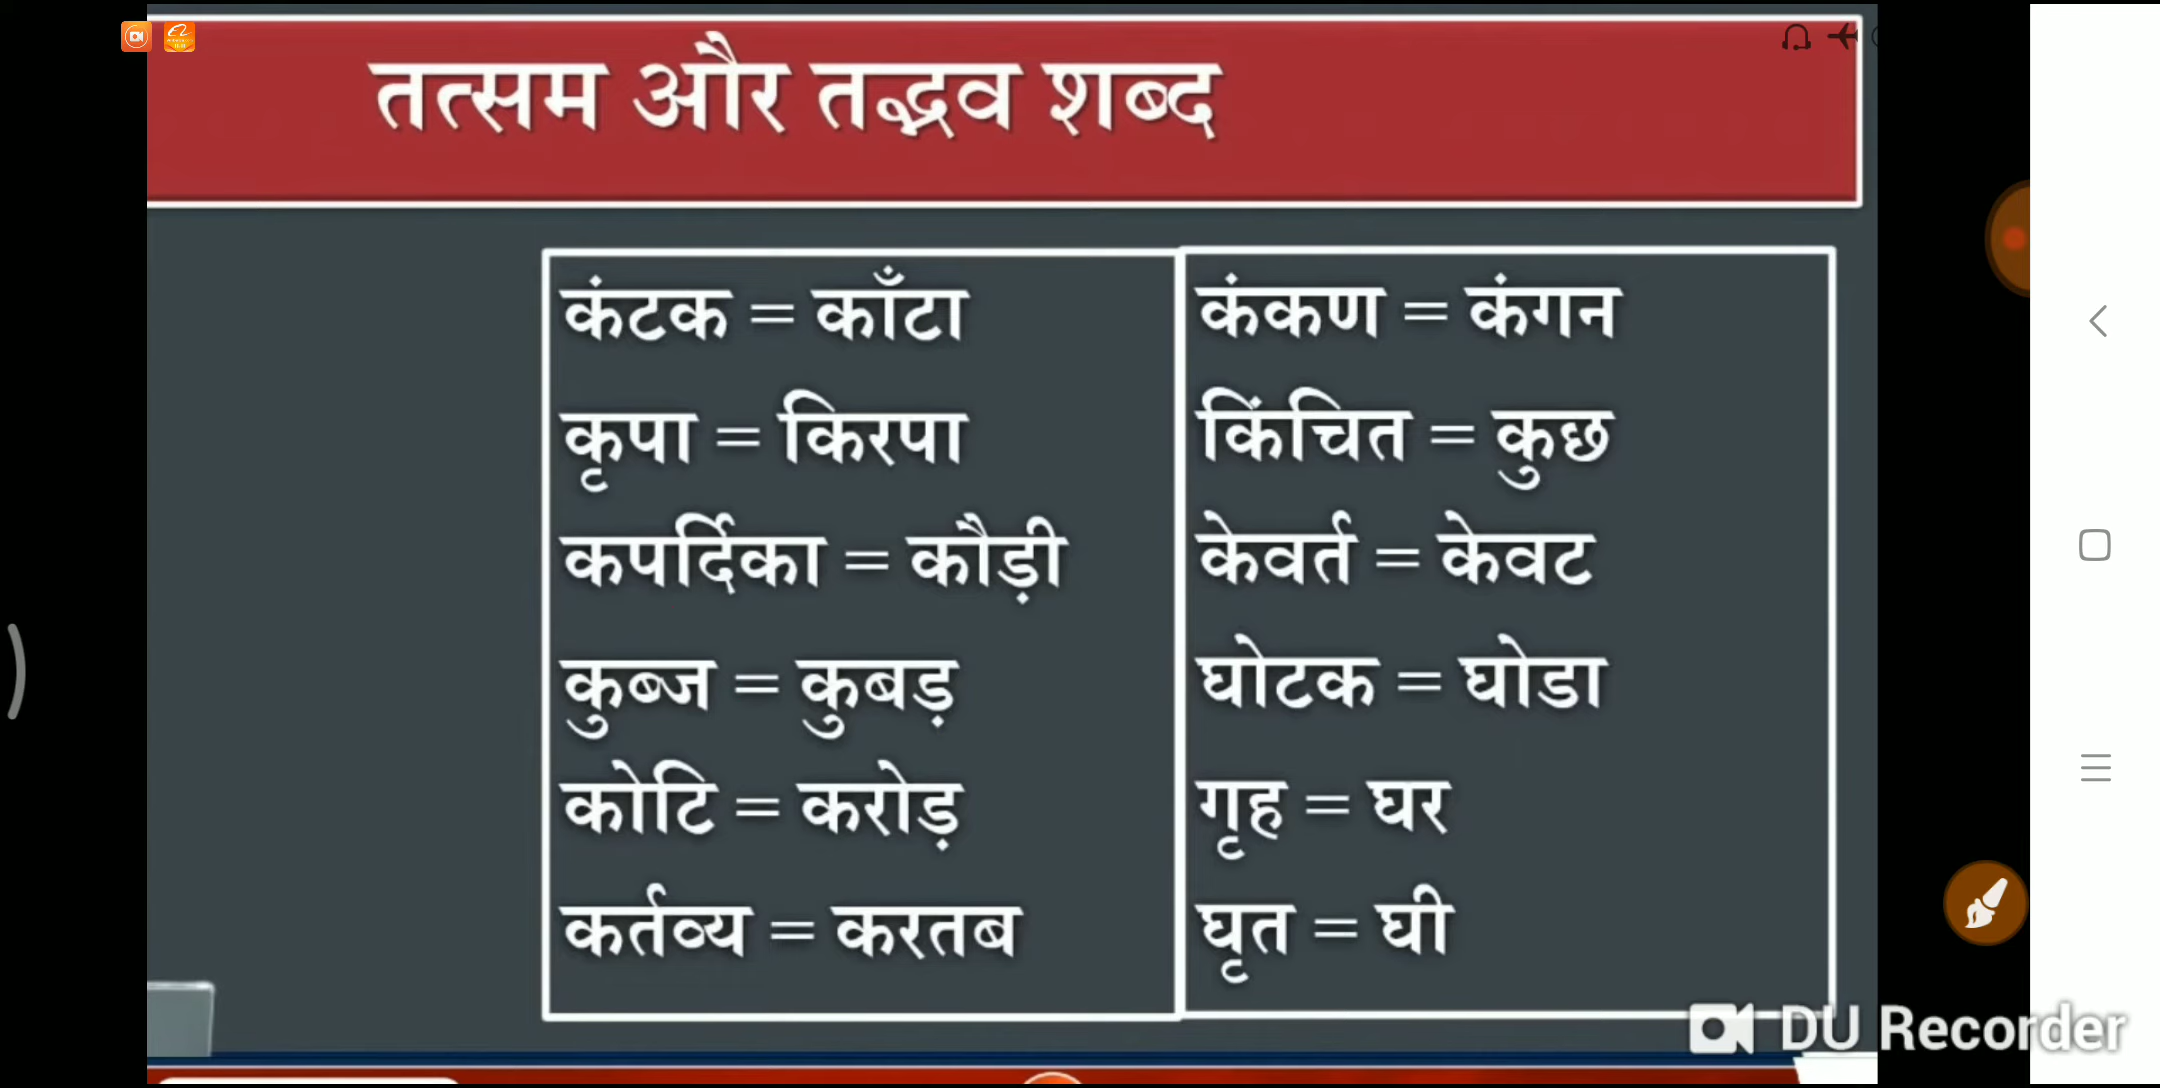 तत्सम और तद्भव शब्द
कंटक = काँटा
कृपा = किरपा
कपर्दिका = कौड़ी
कुब्ज = कुबड़
कोटि = करोड़
कर्तव्य = करतब
कंकण = कंगन
किंचित = कुछ
केवर्त = केवट
घोटक = घोडा
गृह = घर
घृत = घी
DU Recorder